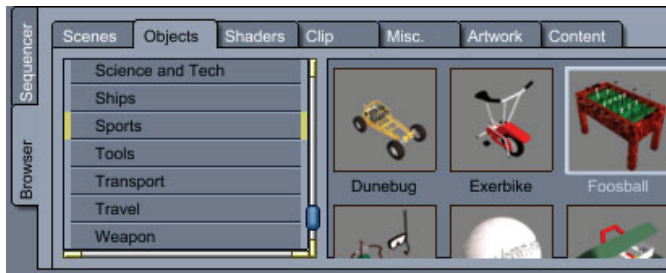 Sequencer
Browser
Scenes Objects Shaders Clip Misc. Artwork Content
Science and Tech
Ships
Sports
Tools
Transport
Travel
Weapon
Dunebug Exerbike Foosball